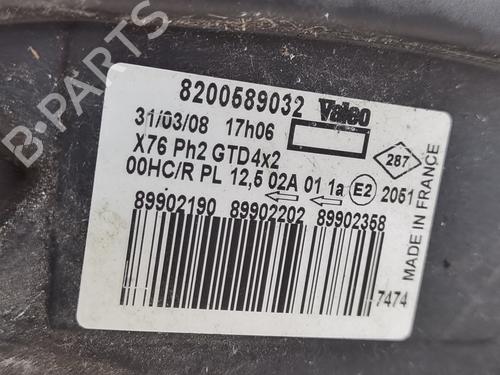 B-PARTS
8200589032 Valeo
31/03/08 17h06
X76 Ph2 GTD4x2
287
00HC/R PL 12,5 02A 01 1a E2 2051
89902190 89902202 89902358
7474
MADE IN FRANCE